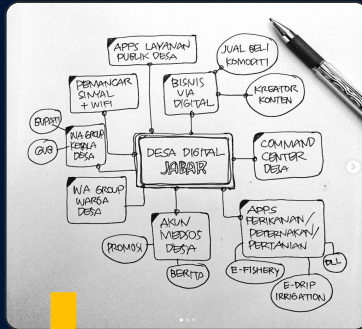 APPS LAYANAN
PUBLIK DESA
JUAL BELI
KOMODITI
PEMANCAR
SINYAL
+ WIFI
BISNIS
VIA
DIGITAL
KREATOR
KONTEN
BUPATI
GUB
WA GROUP
KEPALA
DESA
DESA DIGITAL
JABAR
COMMAND
CENTER
DESA
WA GROUP
WARGA
DESA
AKUN
MEDSOS
DESA
PROMOSI
BERITA
APPS
PERIKANAN/
PETERNAKAN/
PERTANIAN
DLL
E-FISHERY
E-DRIP
IRRIGATION